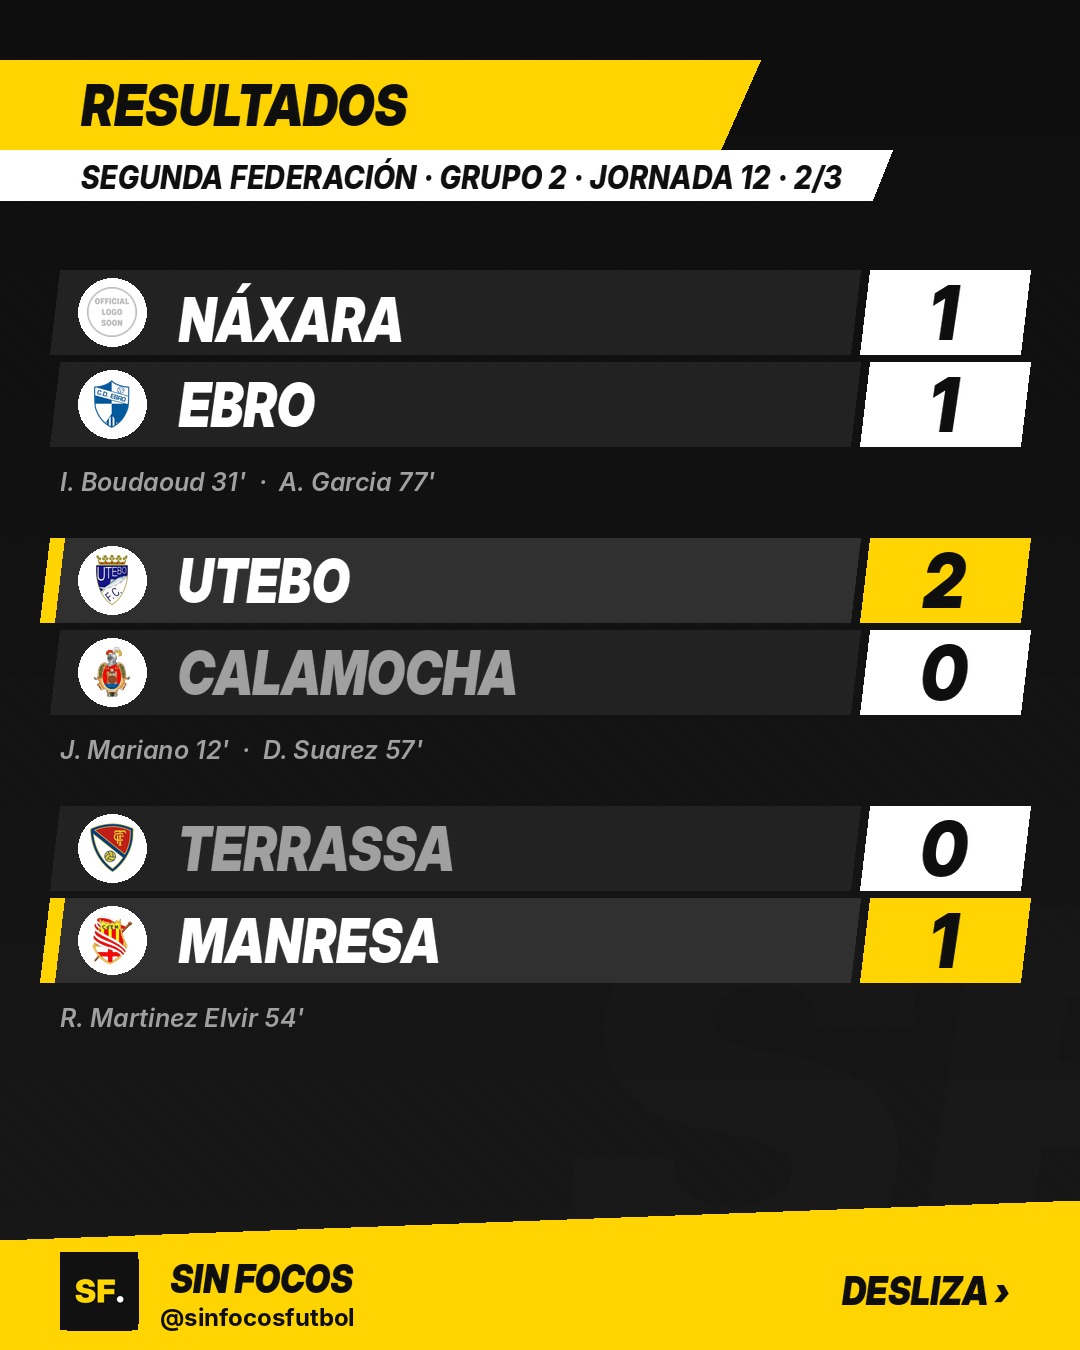 RESULTADOS
SEGUNDA FEDERACIÓN · GRUPO 2 · JORNADA 12 · 2/3
OFFICIAL
LOGO
SOON
NÁXARA 1
C.D. EBRO
EBRO 1
I. Boudaoud 31' · A. Garcia 77'
UTEBO
F.C.
UTEBO 2
CALAMOCHA 0
J. Mariano 12' · D. Suarez 57'
TERRASSA 0
MANRESA 1
R. Martinez Elvir 54'
SF
SF.
SIN FOCOS
@sinfocosfutbol
DESLIZA ›